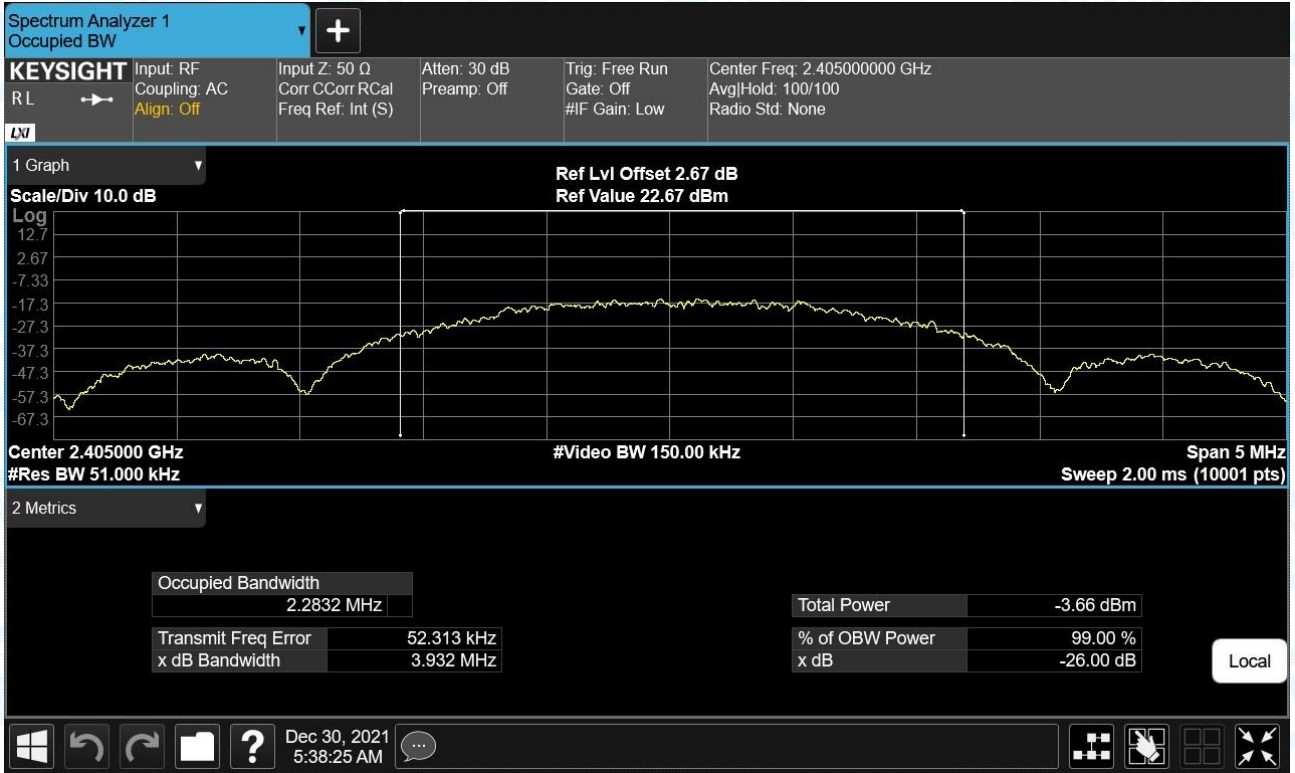 Spectrum Analyzer 1
Occupied BW
KEYSIGHT
R L
LXI
Input: RF
Coupling: AC
Align: Off
Input Z: 50 Ω
Corr CCorr RCal
Freq Ref: Int (S)
Atten: 30 dB
Preamp: Off
Trig: Free Run
Gate: Off
#IF Gain: Low
Center Freq: 2.405000000 GHz
Avg|Hold: 100/100
Radio Std: None
1 Graph
Scale/Div 10.0 dB
Ref Lvl Offset 2.67 dB
Ref Value 22.67 dBm
Log
12.7
2.67
-7.33
-17.3
-27.3
-37.3
-47.3
-57.3
-67.3
Center 2.405000 GHz
#Video BW 150.00 kHz
Span 5 MHz
#Res BW 51.000 kHz
Sweep 2.00 ms (10001 pts)
2 Metrics
Occupied Bandwidth
2.2832 MHz
Total Power -3.66 dBm
Transmit Freq Error 52.313 kHz
% of OBW Power 99.00 %
x dB Bandwidth 3.932 MHz
x dB -26.00 dB
Local
?
Dec 30, 2021
5:38:25 AM